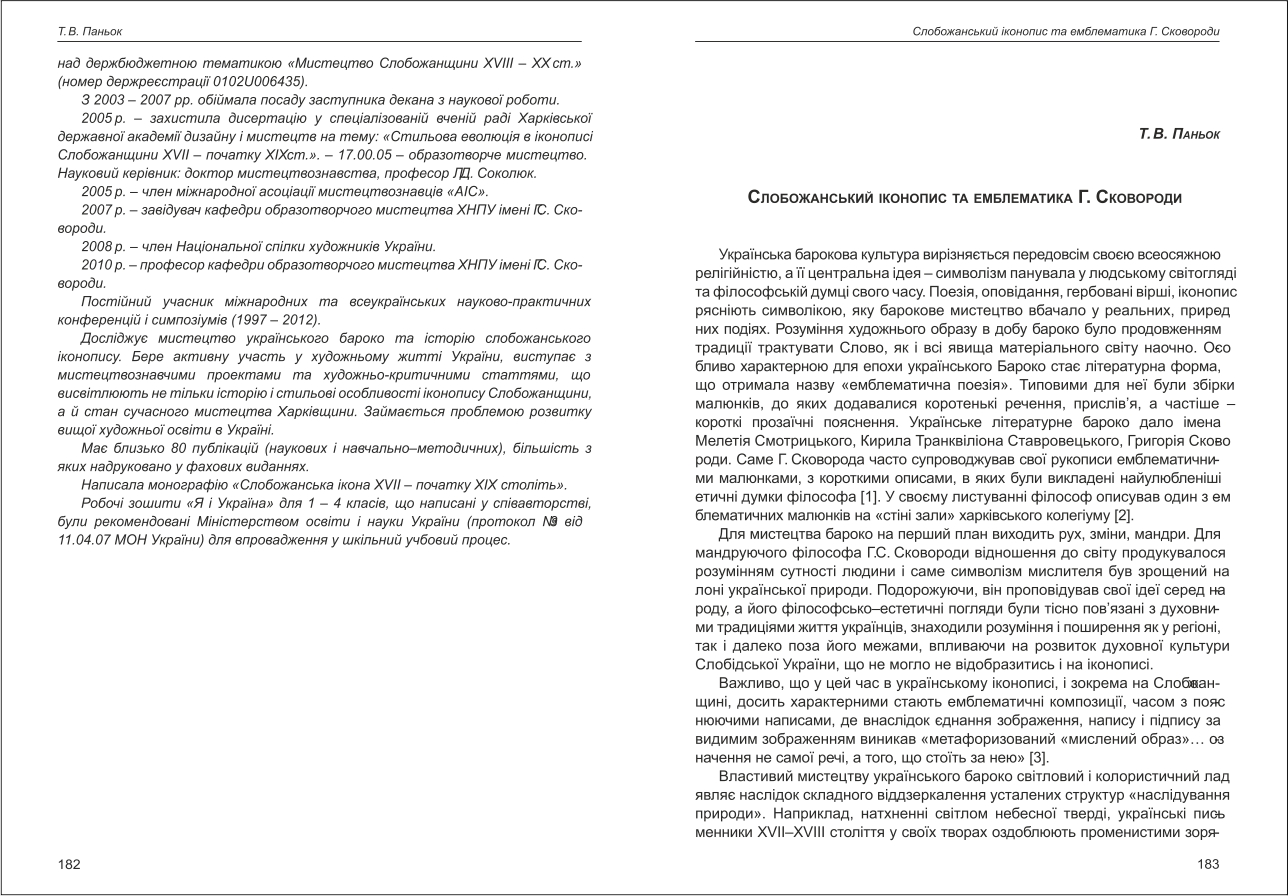 Т. В. Паньок
над держбюджетною тематикою «Мистецтво Слобожанщини XVIII – XX ст.»
(номер держреєстрації 0102U006435).
З 2003 – 2007 рр. обіймала посаду заступника декана з наукової роботи.
2005 р. – захистила дисертацію у спеціалізованій вченій раді Харківської
державної академії дизайну і мистецтв на тему: «Стильова еволюція в іконописі
Слобожанщини XVII – початку XIXст.». – 17.00.05 – образотворче мистецтво.
Науковий керівник: доктор мистецтвознавства, професор Л.Д. Соколюк.
2005 р. – член міжнародної асоціації мистецтвознавців «АІС».
2007 р. – завідувач кафедри образотворчого мистецтва ХНПУ імені Г.С. Ско-
вороди.
2008 р. – член Національної спілки художників України.
2010 р. – професор кафедри образотворчого мистецтва ХНПУ імені Г.С. Ско-
вороди.
Постійний учасник міжнародних та всеукраїнських науково-практичних
конференцій і симпозіумів (1997 – 2012).
Досліджує мистецтво українського бароко та історію слобожанського
іконопису. Бере активну участь у художньому житті України, виступає з
мистецтвознавчими проектами та художньо-критичними статтями, що
висвітлюють не тільки історію і стильові особливості іконопису Слобожанщини,
а й стан сучасного мистецтва Харківщини. Займається проблемою розвитку
вищої художньої освіти в Україні.
Має близько 80 публікацій (наукових і навчально–методичних), більшість з
яких надруковано у фахових виданнях.
Написала монографію «Слобожанська ікона XVII – початку XIX століть».
Робочі зошити «Я і Україна» для 1 – 4 класів, що написані у співавторстві,
були рекомендовані Міністерством освіти і науки України (протокол від
11.04.07 МОН України) для впровадження у шкільний учбовий процес.
182
Слобожанський іконопис та емблематика Г. Сковороди
Т. В. Паньок
Слобожанський іконопис та емблематика Г. Сковороди
Українська барокова культура вирізняється передовсім своєю всеосяжною
релігійністю, а її центральна ідея – символізм панувала у людському світогляді
та філософській думці свого часу. Поезія, оповідання, гербовані вірші, іконопис
рясніють символікою, яку барокове мистецтво вбачало у реальних, природ
них подіях. Розуміння художнього образу в добу бароко було продовженням
традиції трактувати Слово, як і всі явища матеріального світу наочно. Осо
бливо характерною для епохи українського Бароко стає літературна форма,
що отримала назву «емблематична поезія». Типовими для неї були збірки
малюнків, до яких додавалися коротенькі речення, прислів’я, а частіше –
короткі прозаїчні пояснення. Українське літературне бароко дало імена
Мелетія Смотрицького, Кирила Транквіліона Ставровецького, Григорія Сково
роди. Саме Г. Сковорода часто супроводжував свої рукописи емблематични-
ми малюнками, з короткими описами, в яких були викладені найулюбленіші
етичні думки філософа [1]. У своєму листуванні філософ описував один з ем
блематичних малюнків на «стіні зали» харківського колегіуму [2].
Для мистецтва бароко на перший план виходить рух, зміни, мандри. Для
мандруючого філософа Г.С. Сковороди відношення до світу продукувалося
розумінням сутності людини і саме символізм мислителя був зрощений на
лоні української природи. Подорожуючи, він проповідував свої ідеї серед на-
роду, а його філософсько–естетичні погляди були тісно пов’язані з духовни-
ми традиціями життя українців, знаходили розуміння і поширення як у регіоні,
так і далеко поза його межами, впливаючи на розвиток духовної культури
Слобідської України, що не могло не відобразитись і на іконописі.
Важливо, що у цей час в українському іконописі, і зокрема на Слобожан-
щині, досить характерними стають емблематичні композиції, часом з пояс-
нюючими написами, де внаслідок єднання зображення, напису і підпису за
видимим зображенням виникав «метафоризований «мислений образ»… оз-
начення не самої речі, а того, що стоїть за нею» [3].
Властивий мистецтву українського бароко світловий і колористичний лад
являє наслідок складного віддзеркалення усталених структур «наслідування
природи». Наприклад, натхненні світлом небесної тверді, українські пись-
менники XVII–XVIII століття у своїх творах оздоблюють променистими зоря-
183